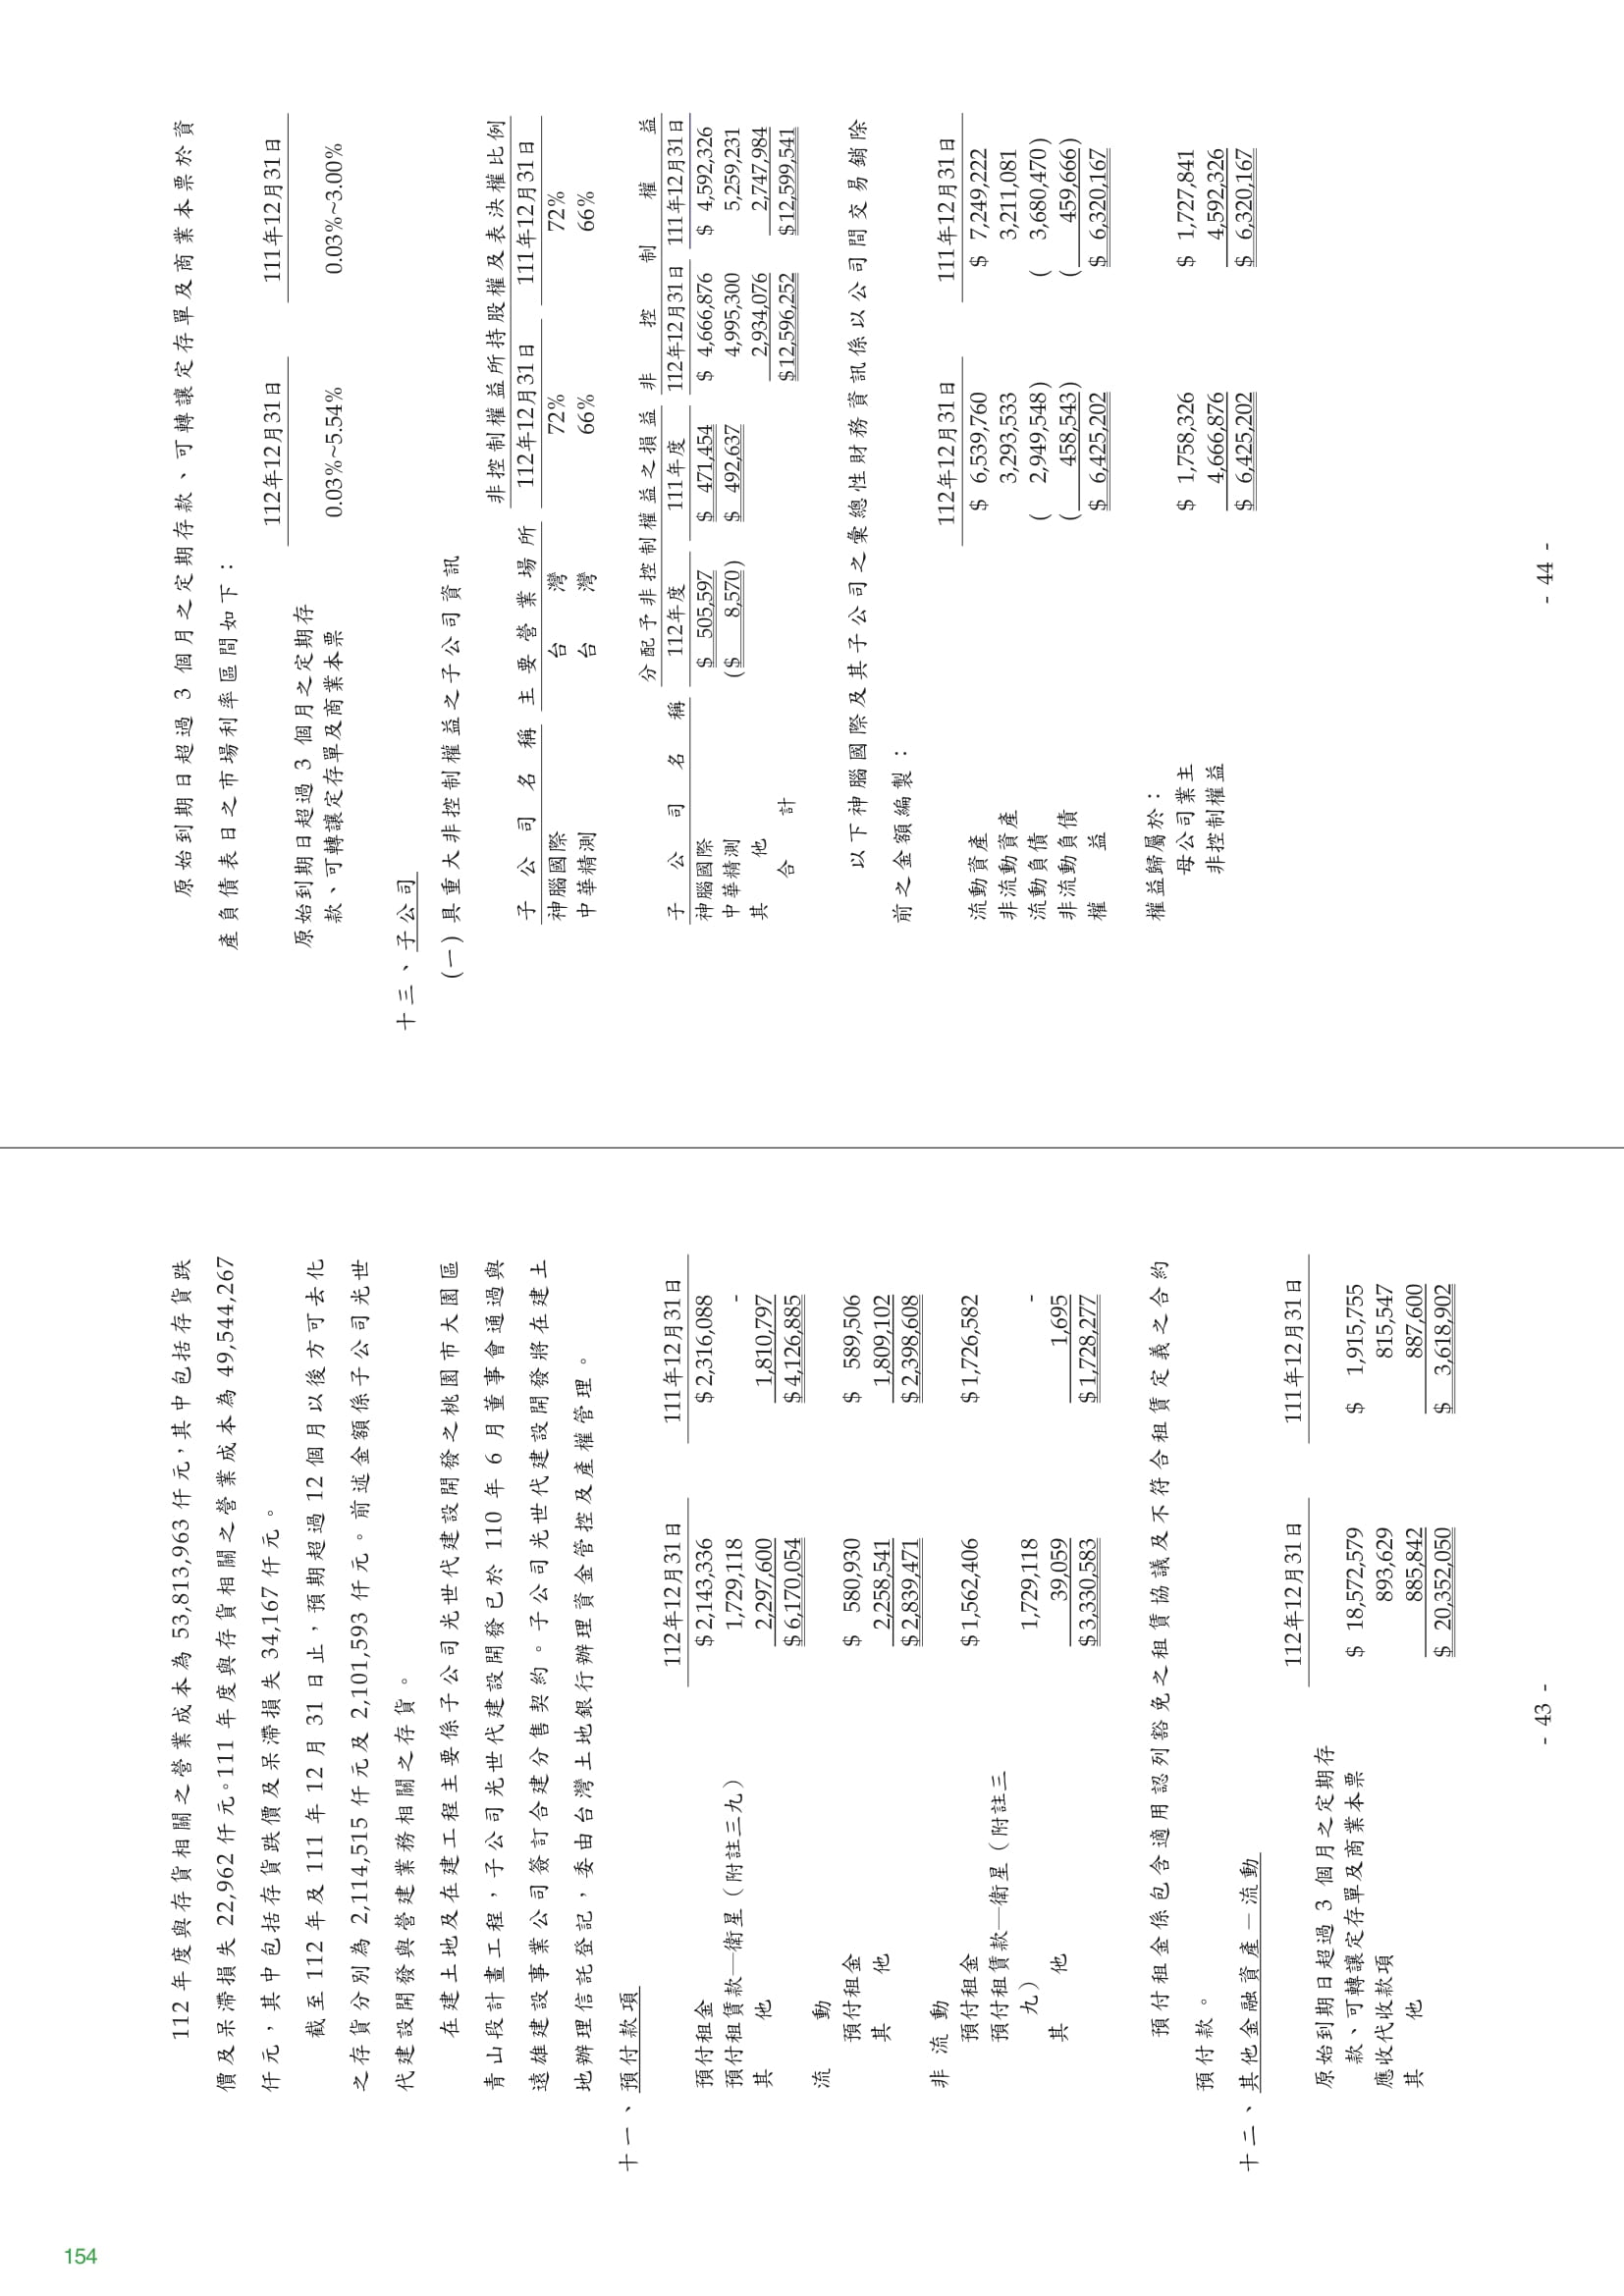 112 年度與存貨相關之營業成本為 53,813,963 仟元，其中包括存貨跌
價及呆滯損失 22,962 仟元。111 年度與存貨相關之營業成本為 49,544,267
仟元，其中包括存貨跌價及呆滯損失 34,167 仟元。
截至 112 年及 111 年 12 月 31 日止，預期超過 12 個月以後方可去化
之存貨分別為 2,114,515 仟元及 2,101,593 仟元。前述金額係子公司光世
代建設開發與營建業務相關之存貨。
在建土地及在建工程主要係子公司光世代建設開發之桃園市大園區
青山段計畫工程，子公司光世代建設開發已於 110 年 6 月董事會通過與
遠雄建設事業公司簽訂合建分售契約。子公司光世代建設開發將在建土
地辦理信託登記，委由台灣土地銀行辦理資金管控及產權管理。
十一、預付款項
112年12月31日 111年12月31日
預付租金 $ 2,143,336 $ 2,316,088
預付租賃款—衛星（附註三九） 1,729,118 -
其　他 2,297,600 1,810,797
$ 6,170,054 $ 4,126,885
流　動
預付租金 $ 580,930 $ 589,506
其　他 2,258,541 1,809,102
$ 2,839,471 $ 2,398,608
非 流 動
預付租金 $ 1,562,406 $ 1,726,582
預付租賃款—衛星（附註三
九） 1,729,118 -
其　他 39,059 1,695
$ 3,330,583 $ 1,728,277
預付租金係包含適用認列豁免之租賃協議及不符合租賃定義之合約
預付款。
十二、其他金融資產－流動
112年12月31日 111年12月31日
原始到期日超過 3 個月之定期存
款、可轉讓定存單及商業本票 $ 18,572,579 $ 1,915,755
應收代收款項 893,629 815,547
其　他 885,842 887,600
$ 20,352,050 $ 3,618,902
- 43 -
原始到期日超過 3 個月之定期存款、可轉讓定存單及商業本票於資
產負債表日之市場利率區間如下：
112年12月31日 111年12月31日
原始到期日超過 3 個月之定期存
款、可轉讓定存單及商業本票 0.03%~5.54% 0.03%~3.00%
十三、子公司
(一) 具重大非控制權益之子公司資訊
非控制權益所持股權及表決權比例
子 公 司 名 稱 主 要 營 業 場 所 112年12月31日 111年12月31日
神腦國際 台　灣 72% 72%
中華精測 台　灣 66% 66%
分配予非控制權益之損益 非 控 制 權 益
子 公 司 名 稱 112年度 111年度 112年12月31日 111年12月31日
神腦國際 $ 505,597 $ 471,454 $ 4,666,876 $ 4,592,326
中華精測 ($ 8,570) $ 492,637 4,995,300 5,259,231
其　他 2,934,076 2,747,984
合　計 $12,596,252 $12,599,541
以下神腦國際及其子公司之彙總性財務資訊係以公司間交易銷除
前之金額編製：
112年12月31日 111年12月31日
流動資產 $ 6,539,760 $ 7,249,222
非流動資產 3,293,533 3,211,081
流動負債 ( 2,949,548) ( 3,680,470)
非流動負債 ( 458,543) ( 459,666)
權　益 $ 6,425,202 $ 6,320,167
權益歸屬於：
母公司業主 $ 1,758,326 $ 1,727,841
非控制權益 4,666,876 4,592,326
$ 6,425,202 $ 6,320,167
- 44 -
154